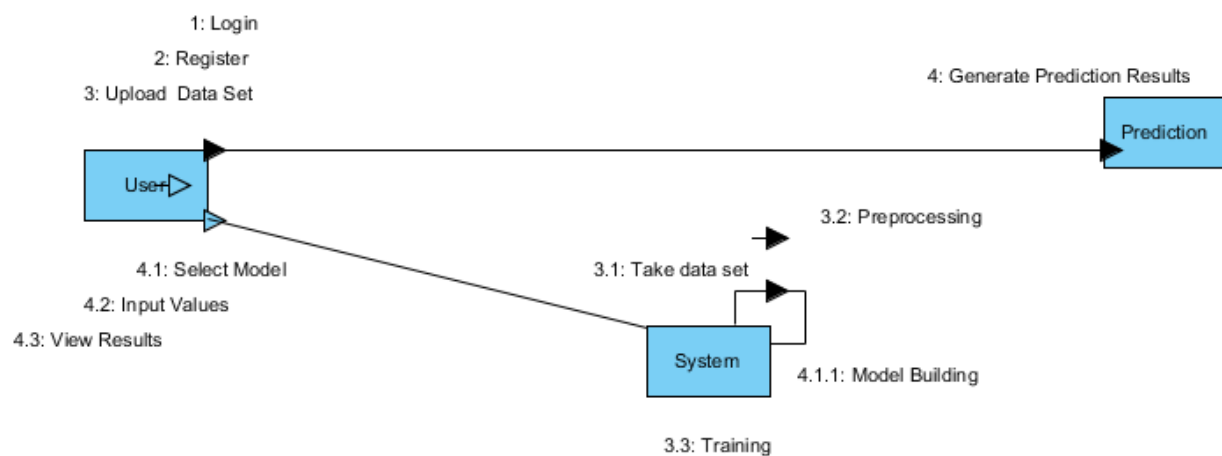 1: Login
2: Register
3: Upload Data Set
4: Generate Prediction Results
Prediction
User
3.2: Preprocessing
4.1: Select Model
3.1: Take data set
4.2: Input Values
4.3: View Results
System
4.1.1: Model Building
3.3: Training